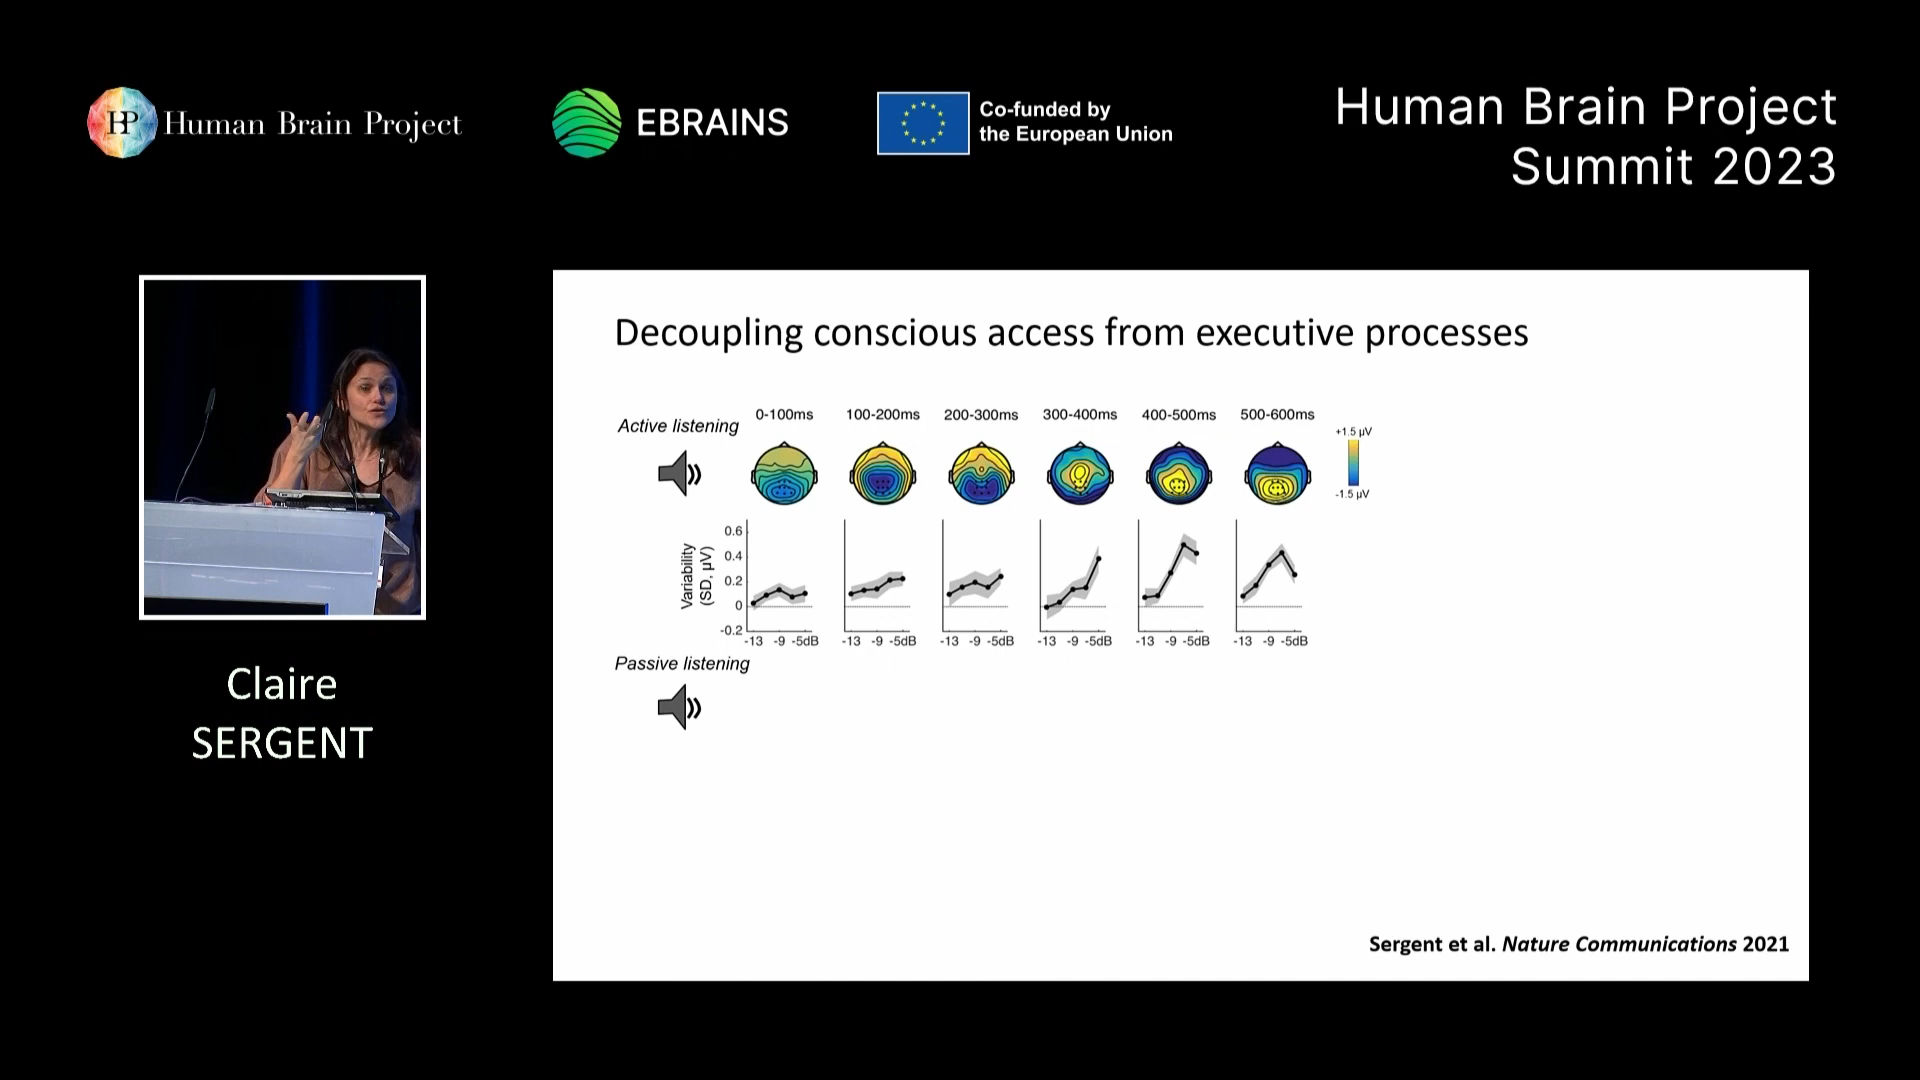 HP Human Brain Project
EBRAINS
Co-funded by
the European Union
Human Brain Project
Summit 2023
Claire
SERGENT
Decoupling conscious access from executive processes
Active listening
0-100ms 100-200ms 200-300ms 300-400ms 400-500ms 500-600ms
+1.5 µV
-1.5 µV
Variability
(SD, µV)
0.6
0.4
0.2
0
-0.2
-13 -9 -5dB -13 -9 -5dB -13 -9 -5dB -13 -9 -5dB -13 -9 -5dB -13 -9 -5dB
Passive listening
Sergent et al. Nature Communications 2021